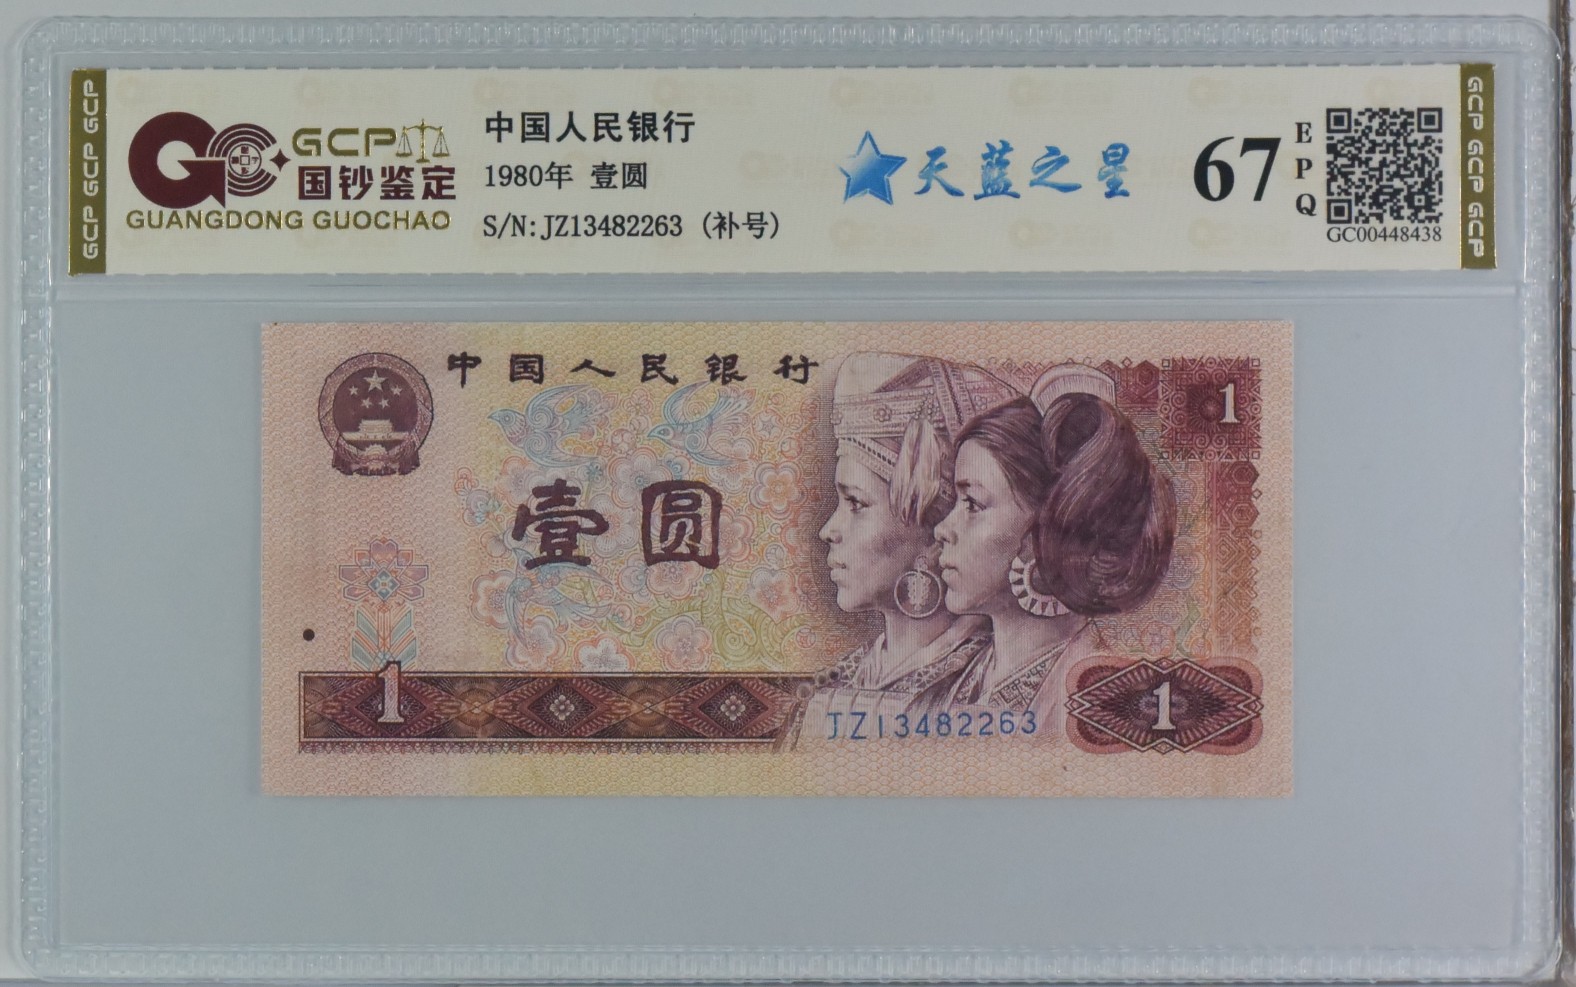 GCP GCP GCP
GCP
国钞鉴定
GUANGDONG GUOCHAO
中国人民银行
1980年 壹圆
S/N: JZ13482263 (补号)
天蓝之星
67
EPQ
GC00448438
GCP GCP GCP
中国人民银行
1
壹圆
1
JZ13482263
1